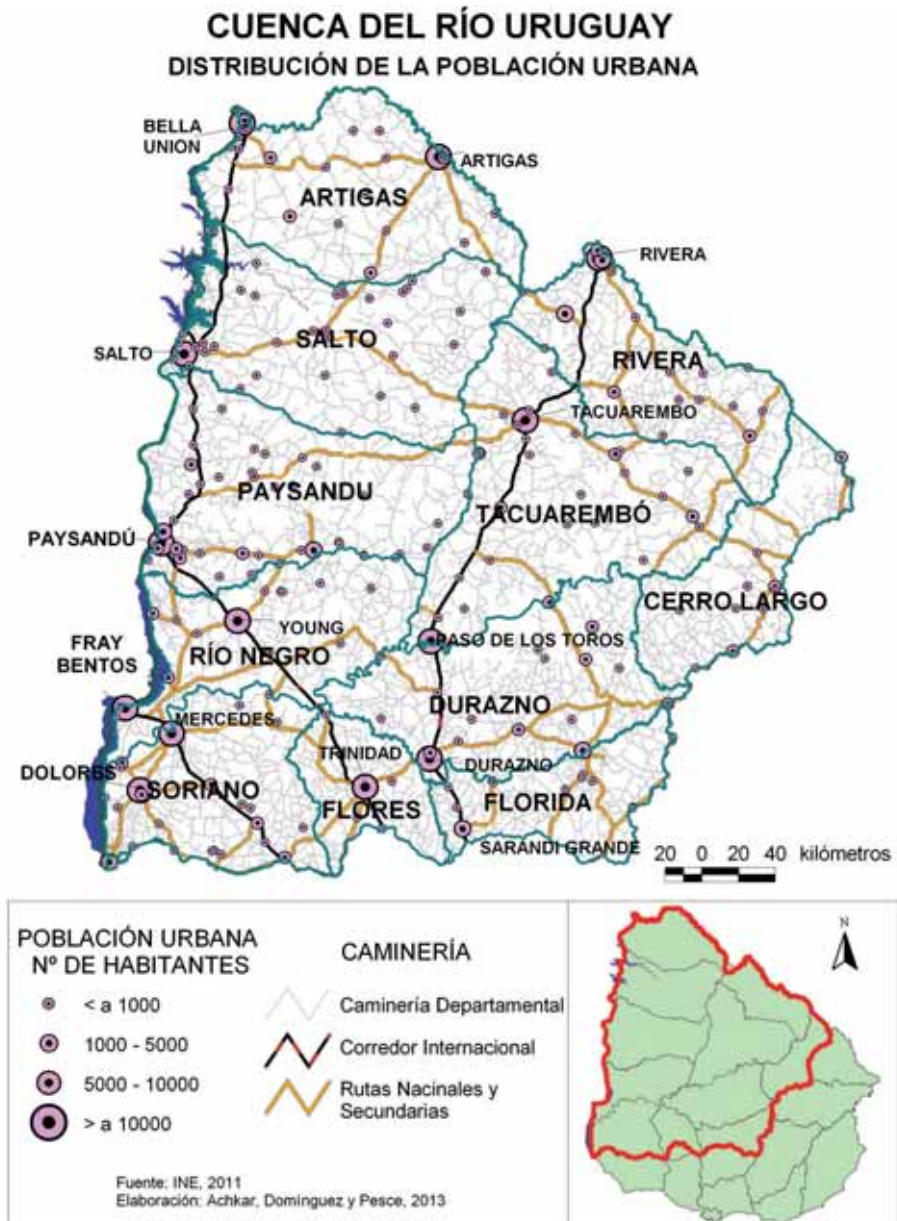 CUENCA DEL RÍO URUGUAY
DISTRIBUCIÓN DE LA POBLACIÓN URBANA
BELLA
UNION
ARTIGAS
ARTIGAS
RIVERA
SALTO
SALTO
RIVERA
TACUAREMBO
PAYSANDU
TACUAREMBÓ
PAYSANDÚ
CERRO LARGO
YOUNG
PASO DE LOS TOROS
FRAY
BENTOS
RÍO NEGRO
DURAZNO
MERCEDES
TRINIDAD
DURAZNO
DOLORES
SORIANO
FLORES
FLORIDA
SARANDI GRANDE
20 0 20 40 kilómetros
POBLACIÓN URBANA
Nº DE HABITANTES
< a 1000
1000 - 5000
5000 - 10000
> a 10000
CAMINERÍA
Caminería Departamental
Corredor Internacional
Rutas Nacinales y
Secundarias
N
Fuente: INE, 2011
Elaboración: Achkar, Domínguez y Pesce, 2013